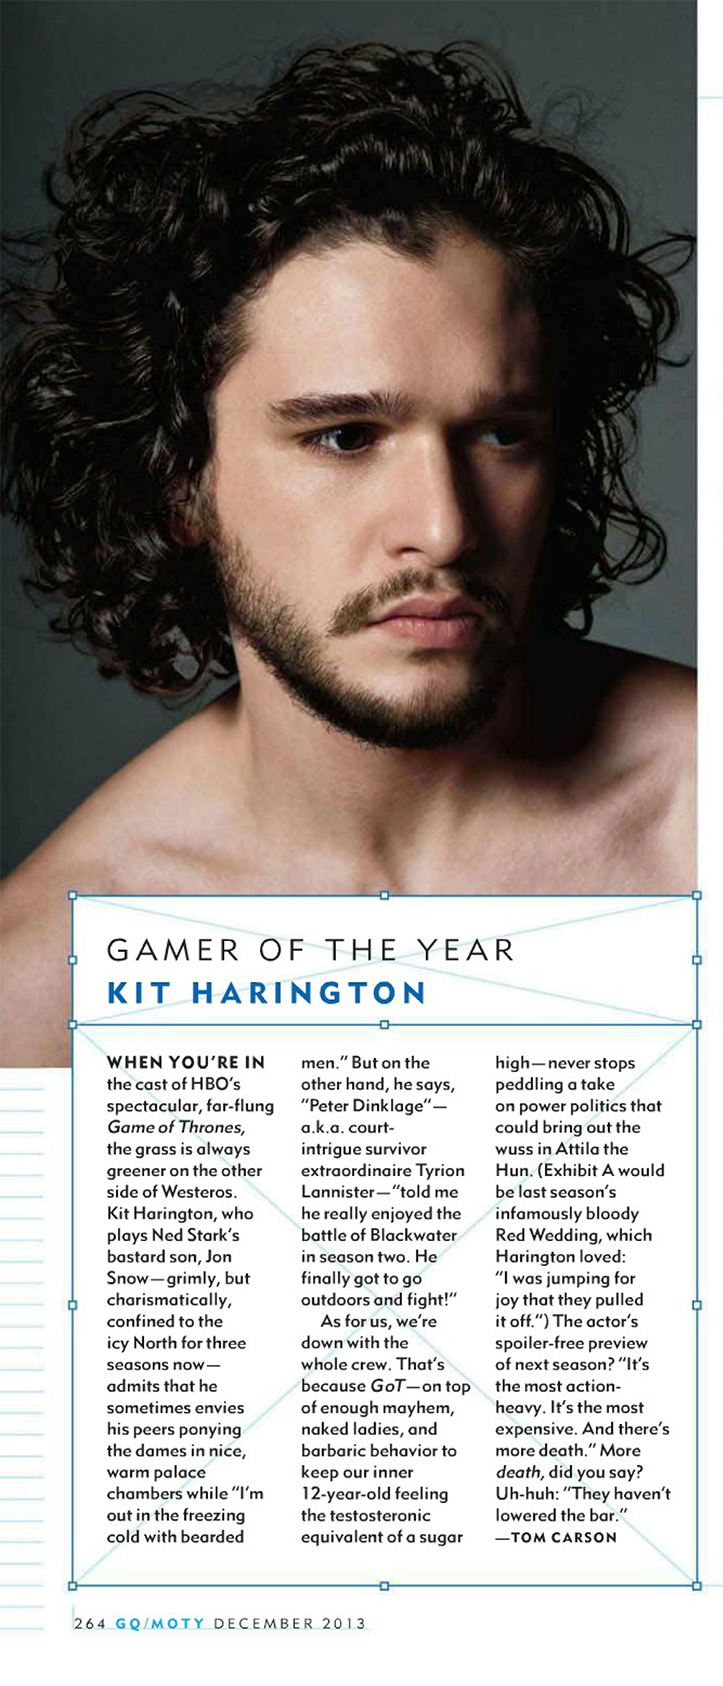 GAMER OF THE YEAR
KIT HARINGTON
WHEN YOU'RE IN
the cast of HBO's
spectacular, far-flung
Game of Thrones,
the grass is always
greener on the other
side of Westeros.
Kit Harington, who
plays Ned Stark's
bastard son, Jon
Snow—grimly, but
charismatically,
confined to the
icy North for three
seasons now—
admits that he
sometimes envies
his peers ponying
the dames in nice,
warm palace
chambers while "I'm
out in the freezing
cold with bearded
men." But on the
other hand, he says,
"Peter Dinklage"—
a.k.a. court-
intrigue survivor
extraordinaire Tyrion
Lannister—"told me
he really enjoyed the
battle of Blackwater
in season two. He
finally got to go
outdoors and fight!"
As for us, we're
down with the
whole crew. That's
because GoT—on top
of enough mayhem,
naked ladies, and
barbaric behavior to
keep our inner
12-year-old feeling
the testosteronic
equivalent of a sugar
high—never stops
peddling a take
on power politics that
could bring out the
wuss in Attila the
Hun. (Exhibit A would
be last season's
infamously bloody
Red Wedding, which
Harington loved:
"I was jumping for
joy that they pulled
it off.") The actor's
spoiler-free preview
of next season? "It's
the most action-
heavy. It's the most
expensive. And there's
more death." More
death, did you say?
Uh-huh: "They haven't
lowered the bar."
—TOM CARSON
264 GQ/MOTY DECEMBER 2013